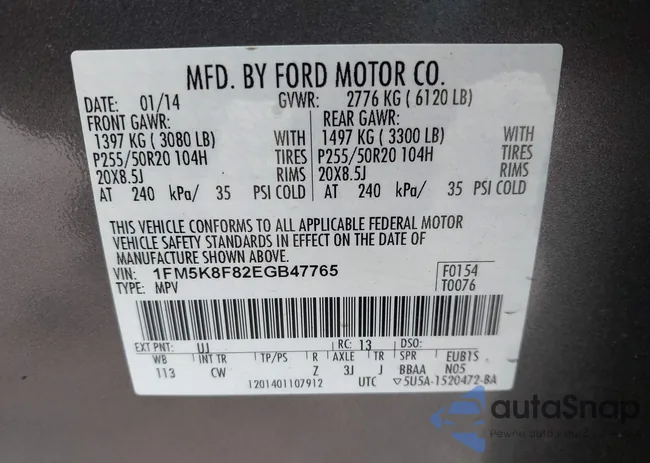 MFD. BY FORD MOTOR CO.
DATE: 01/14 GVWR: 2776 KG ( 6120 LB)
FRONT GAWR: REAR GAWR:
1397 KG ( 3080 LB) WITH 1497 KG ( 3300 LB) WITH
P255/50R20 104H TIRES P255/50R20 104H TIRES
20X8.5J RIMS 20X8.5J RIMS
AT 240 kPa/ 35 PSI COLD AT 240 kPa/ 35 PSI COLD
THIS VEHICLE CONFORMS TO ALL APPLICABLE FEDERAL MOTOR
VEHICLE SAFETY STANDARDS IN EFFECT ON THE DATE OF
MANUFACTURE SHOWN ABOVE.
VIN: 1FM5K8F82EGB47765 F0154
TYPE: MPV T0076
EXT PNT: UJ RC: 13 DSO:
WB INT TR TP/PS R AXLE TR SPR EUB1S
113 CW Z 3J J BBAA N05
1201401107912 UTC ▽5U5A-1520472-BA
autaSnap
Pewne auta z